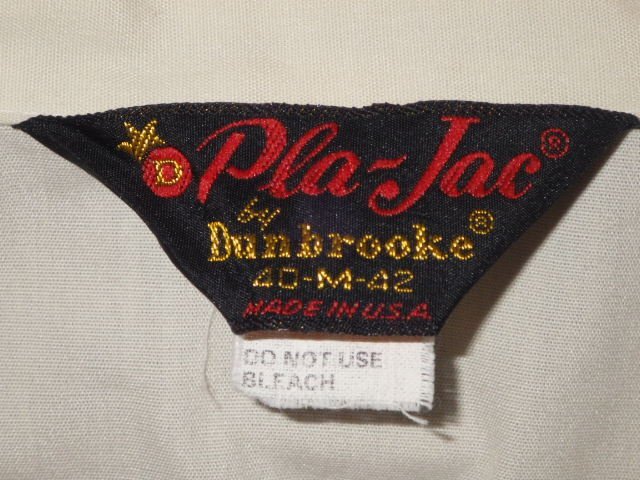 D Pla-Jac®
by
Dunbrooke®
40-M-42
MADE IN U.S.A.
DO NOT USE
BLEACH